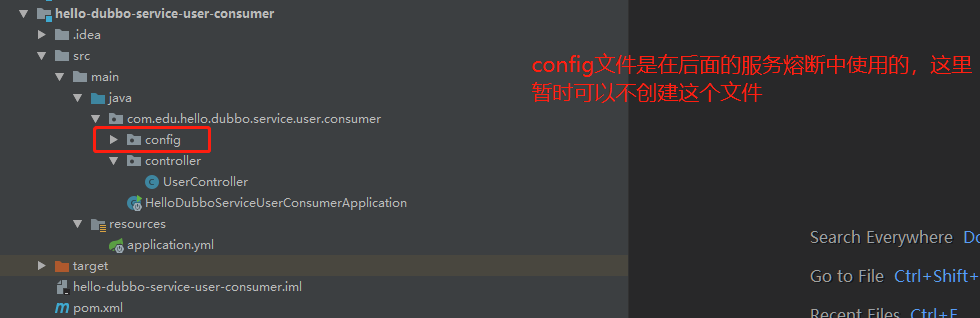 hello-dubbo-service-user-consumer
.idea
src
main
java
com.edu.hello.dubbo.service.user.consumer
config
controller
UserController
HelloDubboServiceUserConsumerApplication
resources
application.yml
target
hello-dubbo-service-user-consumer.iml
pom.xml
config文件是在后面的服务熔断中使用的，这里
暂时可以不创建这个文件
Search Everywhere Do
Go to File Ctrl+Shift+
Recent Files Ctrl+E